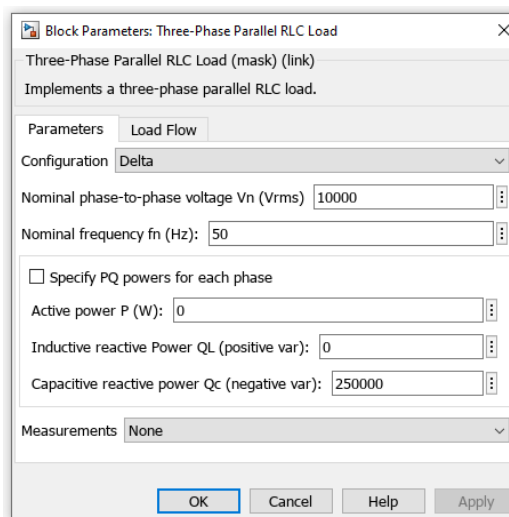 Block Parameters: Three-Phase Parallel RLC Load
Three-Phase Parallel RLC Load (mask) (link)
Implements a three-phase parallel RLC load.
Parameters Load Flow
Configuration Delta
Nominal phase-to-phase voltage Vn (Vrms) 10000
Nominal frequency fn (Hz): 50
Specify PQ powers for each phase
Active power P (W): 0
Inductive reactive Power QL (positive var): 0
Capacitive reactive power Qc (negative var): 250000
Measurements None
OK Cancel Help Apply